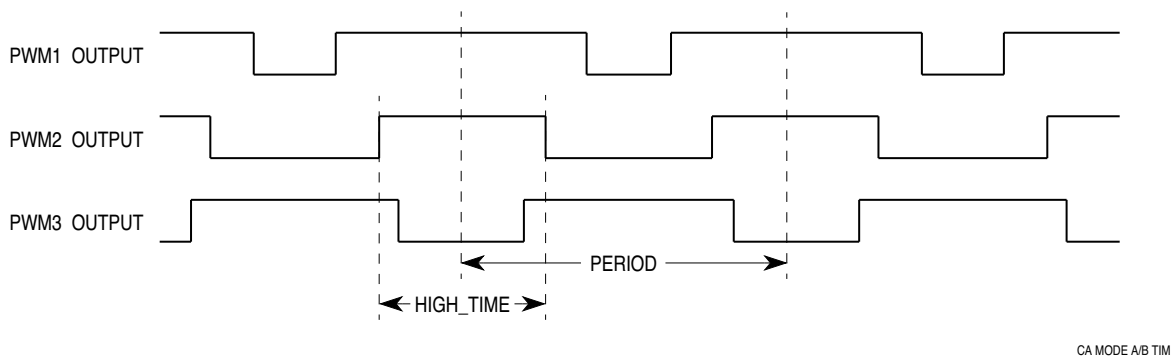 PWM1 OUTPUT
PWM2 OUTPUT
PWM3 OUTPUT
PERIOD
HIGH_TIME
CA MODE A/B TIM